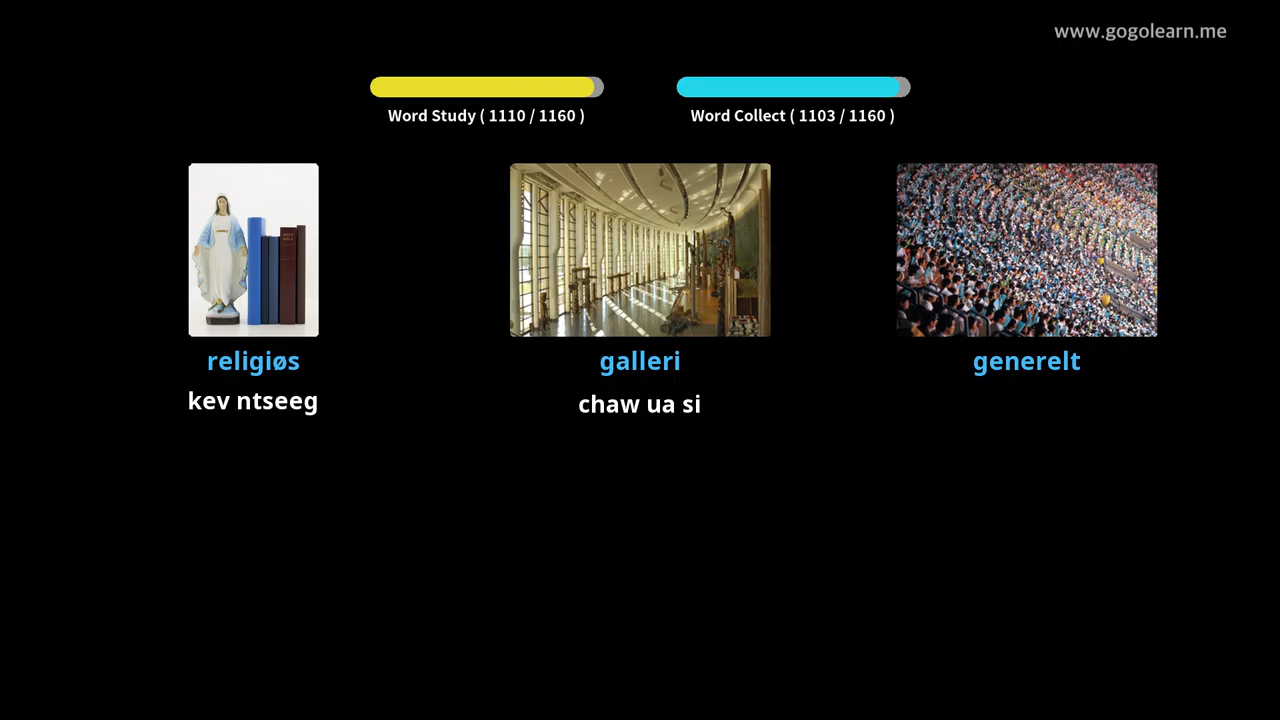 www.gogolearn.me
Word Study ( 1110 / 1160 )
Word Collect ( 1103 / 1160 )
religiøs
galleri
generelt
kev ntseeg
chaw ua si